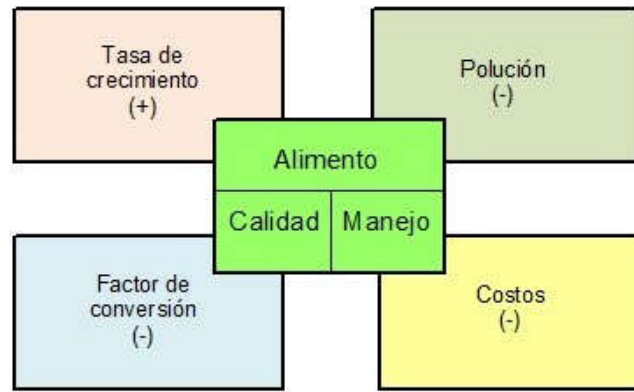 Tasa de
crecimiento
(+)
Polución
(-)
Alimento
Calidad
Manejo
Factor de
conversión
(-)
Costos
(-)